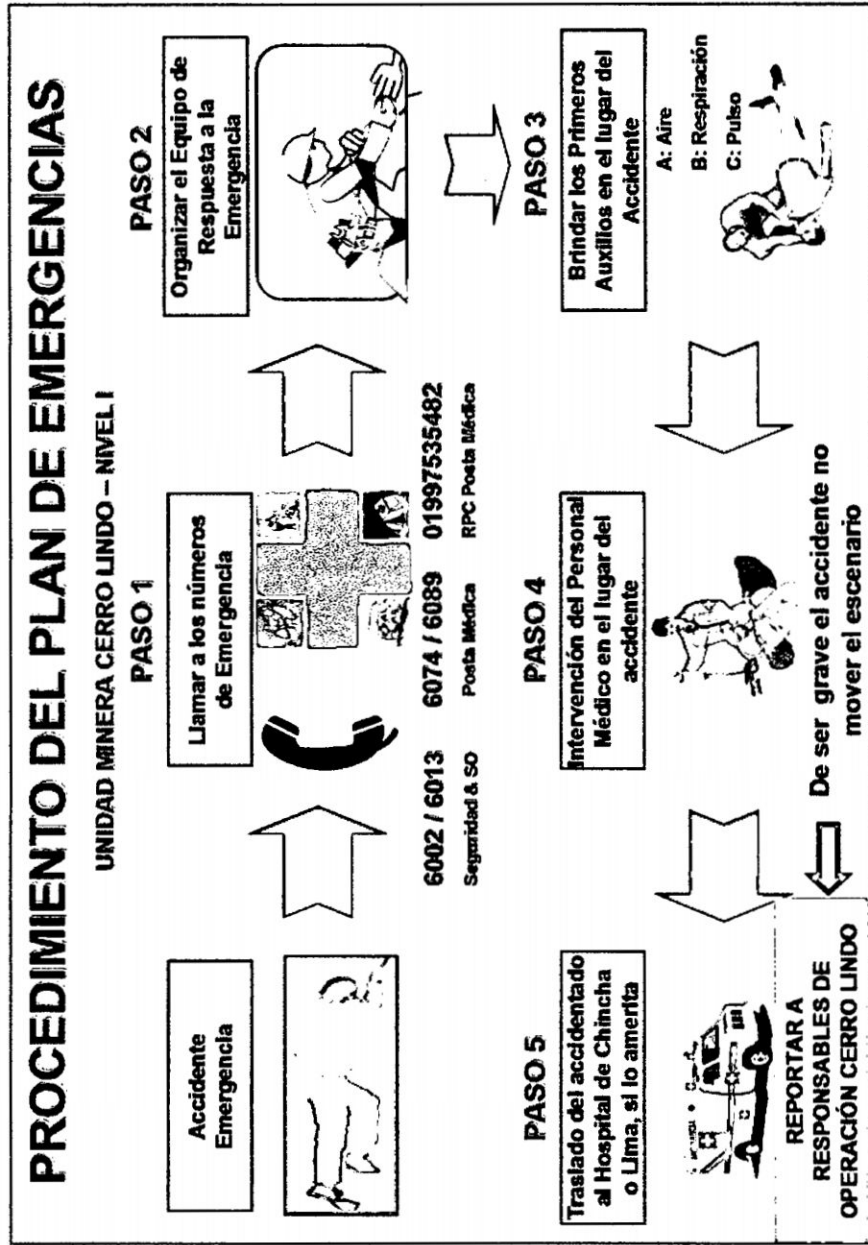 PROCEDIMIENTO DEL PLAN DE EMERGENCIAS
UNIDAD MINERA CERRO LINDO – NIVEL I
Accidente
Emergencia
PASO 1
Llamar a los números
de Emergencia
6002 / 6013
Seguridad & SO
6074 / 6089
Posta Médica
01997535482
RPC Posta Médica
PASO 2
Organizar el Equipo de
Respuesta a la
Emergencia
PASO 3
Brindar los Primeros
Auxilios en el lugar del
Accidente
A: Aire
B: Respiración
C: Pulso
PASO 4
Intervención del Personal
Médico en el lugar del
accidente
De ser grave el accidente no
mover el escenario
PASO 5
Traslado del accidentado
al Hospital de Chincha
o Lima, si lo amerita
REPORTAR A
RESPONSABLES DE
OPERACIÓN CERRO LINDO